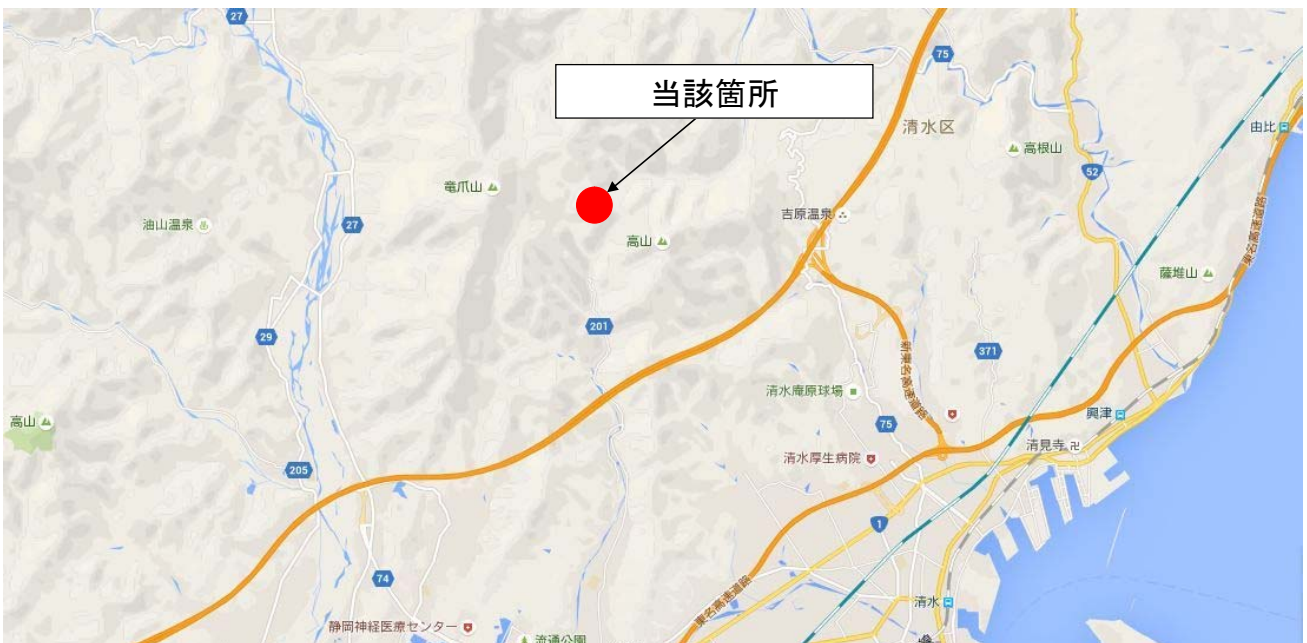 27
75
当該箇所
清水区
由比
高根山
52
竜爪山
吉原温泉
油山温泉
27
高山
東名高速道路
薩埵山
201
29
371
新東名高速道路
清水庵原球場
高山
75
興津
清見寺
清水厚生病院
205
1
74
東名高速道路
清水
静岡神経医療センター
流通公園